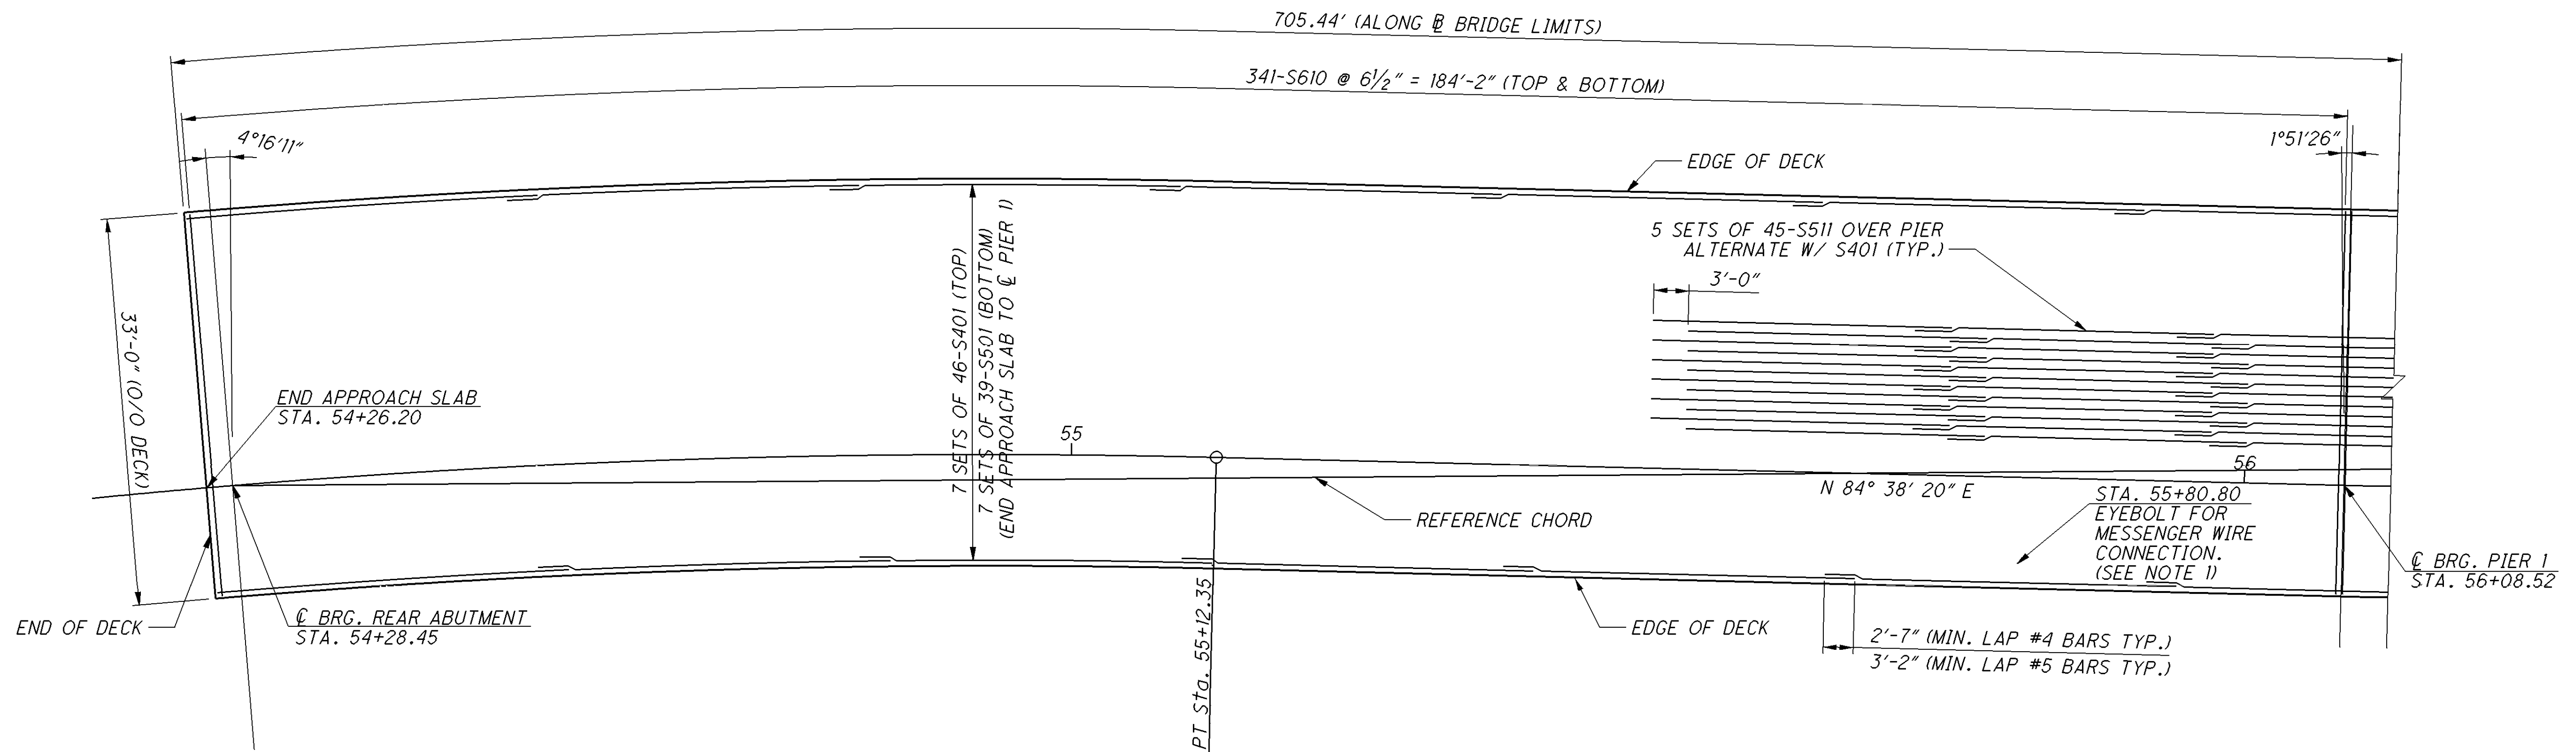 705.44' (ALONG ℄ BRIDGE LIMITS)
341-S610 @ 6½" = 184'-2" (TOP & BOTTOM)
4°16'11"
1°51'26"
EDGE OF DECK
5 SETS OF 45-S511 OVER PIER
ALTERNATE W/ S401 (TYP.)
3'-0"
33'-0" (O/O DECK)
7 SETS OF 46-S401 (TOP)
7 SETS OF 39-S501 (BOTTOM)
(END APPROACH SLAB TO ℄ PIER 1)
END APPROACH SLAB
STA. 54+26.20
55
56
N 84° 38' 20" E
REFERENCE CHORD
STA. 55+80.80
EYEBOLT FOR
MESSENGER WIRE
CONNECTION.
(SEE NOTE 1)
℄ BRG. PIER 1
STA. 56+08.52
PT Sta. 55+12.35
END OF DECK
℄ BRG. REAR ABUTMENT
STA. 54+28.45
EDGE OF DECK
2'-7" (MIN. LAP #4 BARS TYP.)
3'-2" (MIN. LAP #5 BARS TYP.)